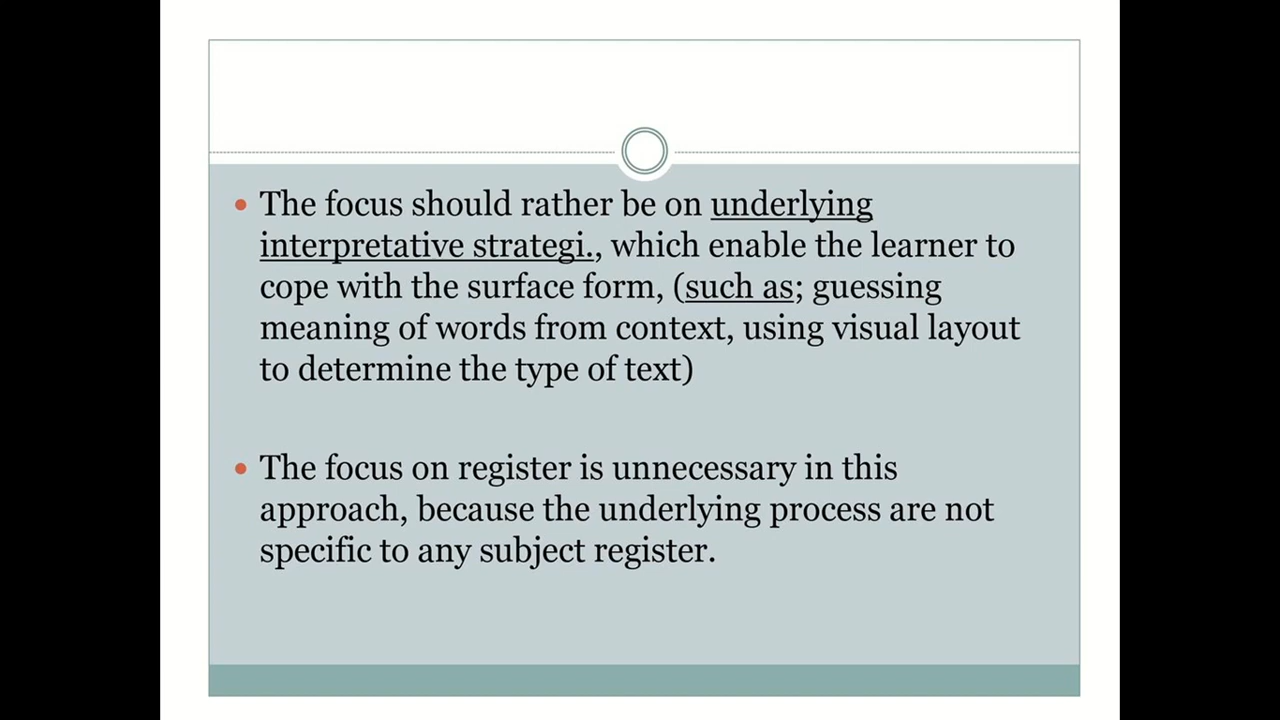 The focus should rather be on underlying
interpretative strategi., which enable the learner to
cope with the surface form, (such as; guessing
meaning of words from context, using visual layout
to determine the type of text)
The focus on register is unnecessary in this
approach, because the underlying process are not
specific to any subject register.